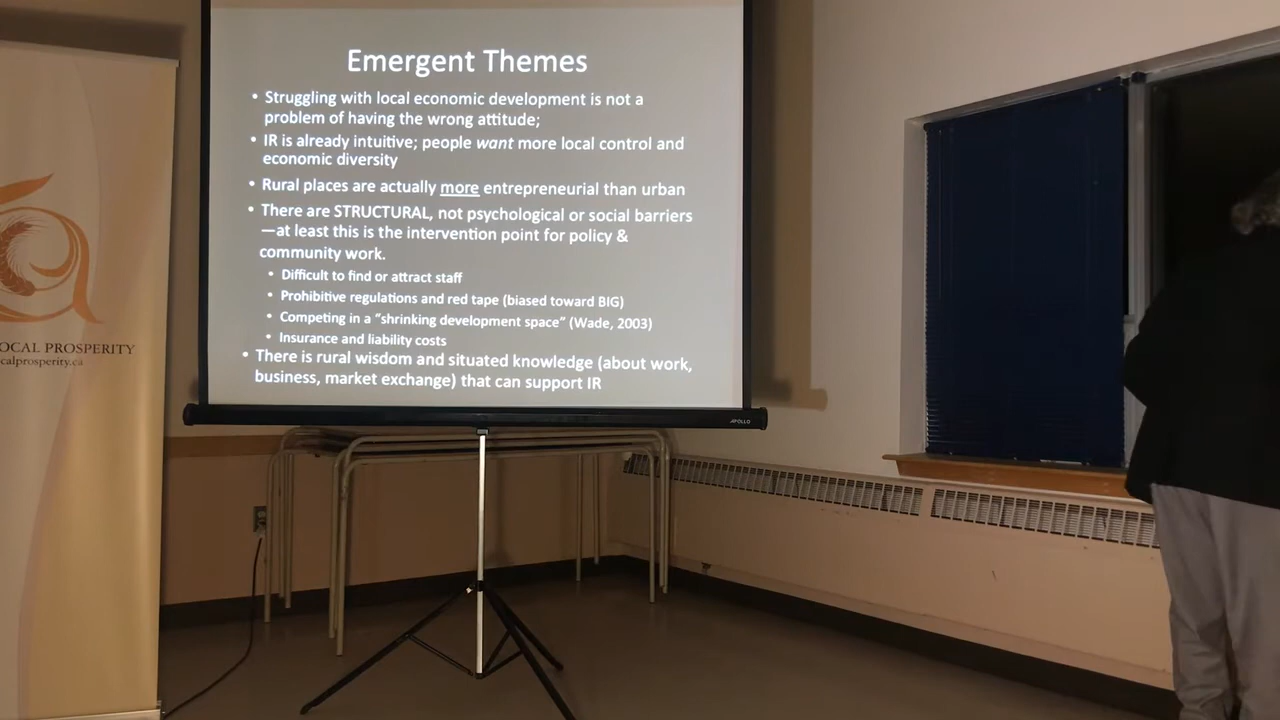 Emergent Themes
• Struggling with local economic development is not a
problem of having the wrong attitude;
• IR is already intuitive; people want more local control and
economic diversity
• Rural places are actually more entrepreneurial than urban
• There are STRUCTURAL, not psychological or social barriers
—at least this is the intervention point for policy &
community work.
• Difficult to find or attract staff
• Prohibitive regulations and red tape (biased toward BIG)
• Competing in a “shrinking development space” (Wade, 2003)
• Insurance and liability costs
• There is rural wisdom and situated knowledge (about work,
business, market exchange) that can support IR
APOLLO
OCAL PROSPERITY
calprosperity.ca